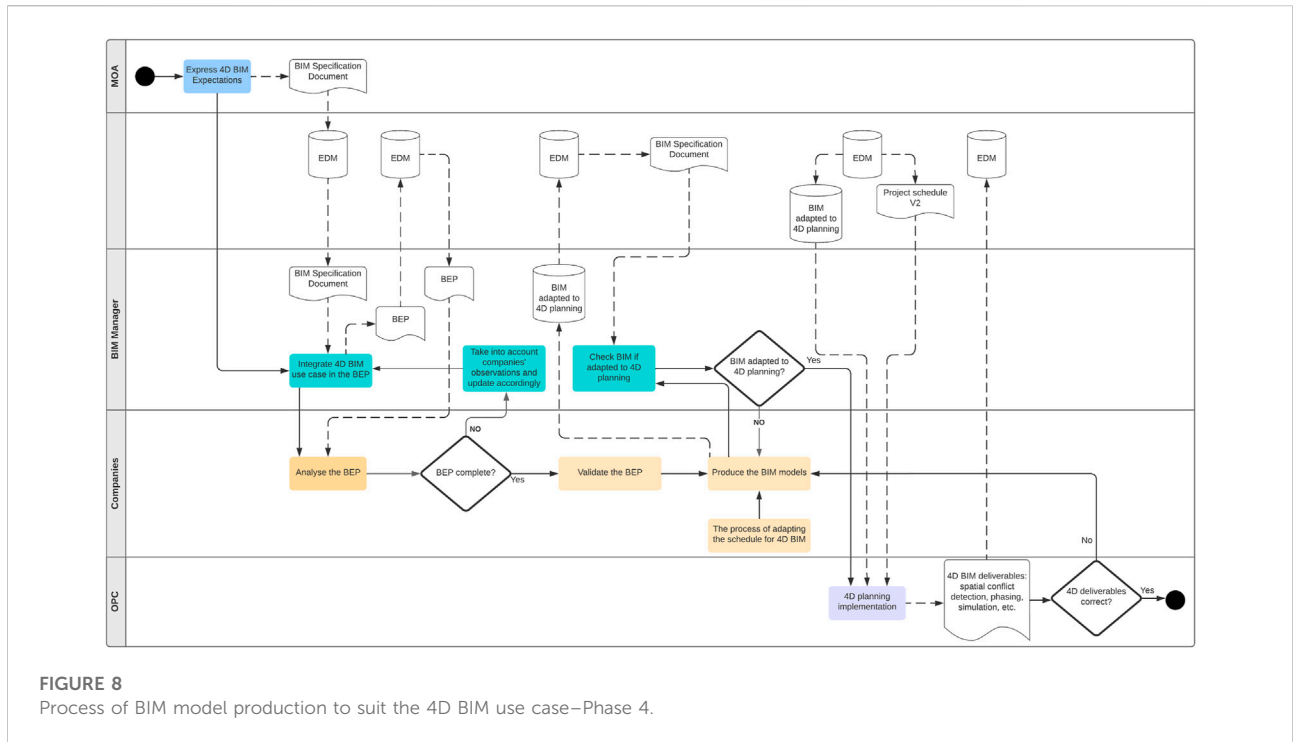 MOA
Express 4D BIM
Expectations
BIM Specification
Document
EDM
EDM
EDM
BIM Specification
Document
EDM
EDM
BIM
adapted to
4D planning
Project schedule
V2
BIM Manager
BIM Specification
Document
BEP
BEP
BIM
adapted to
4D planning
Integrate 4D BIM
use case in the BEP
Take into account
companies'
observations and
update accordingly
Check BIM if
adapted to 4D
planning
BIM adapted to
4D planning?
Yes
NO
NO
Companies
Analyse the BEP
BEP complete?
Yes
Validate the BEP
Produce the BIM models
The process of adapting
the schedule for 4D BIM
No
OPC
4D planning
implementation
4D BIM deliverables:
spatial conflict
detection, phasing,
simulation, etc.
4D deliverables
correct?
Yes
FIGURE 8
Process of BIM model production to suit the 4D BIM use case–Phase 4.